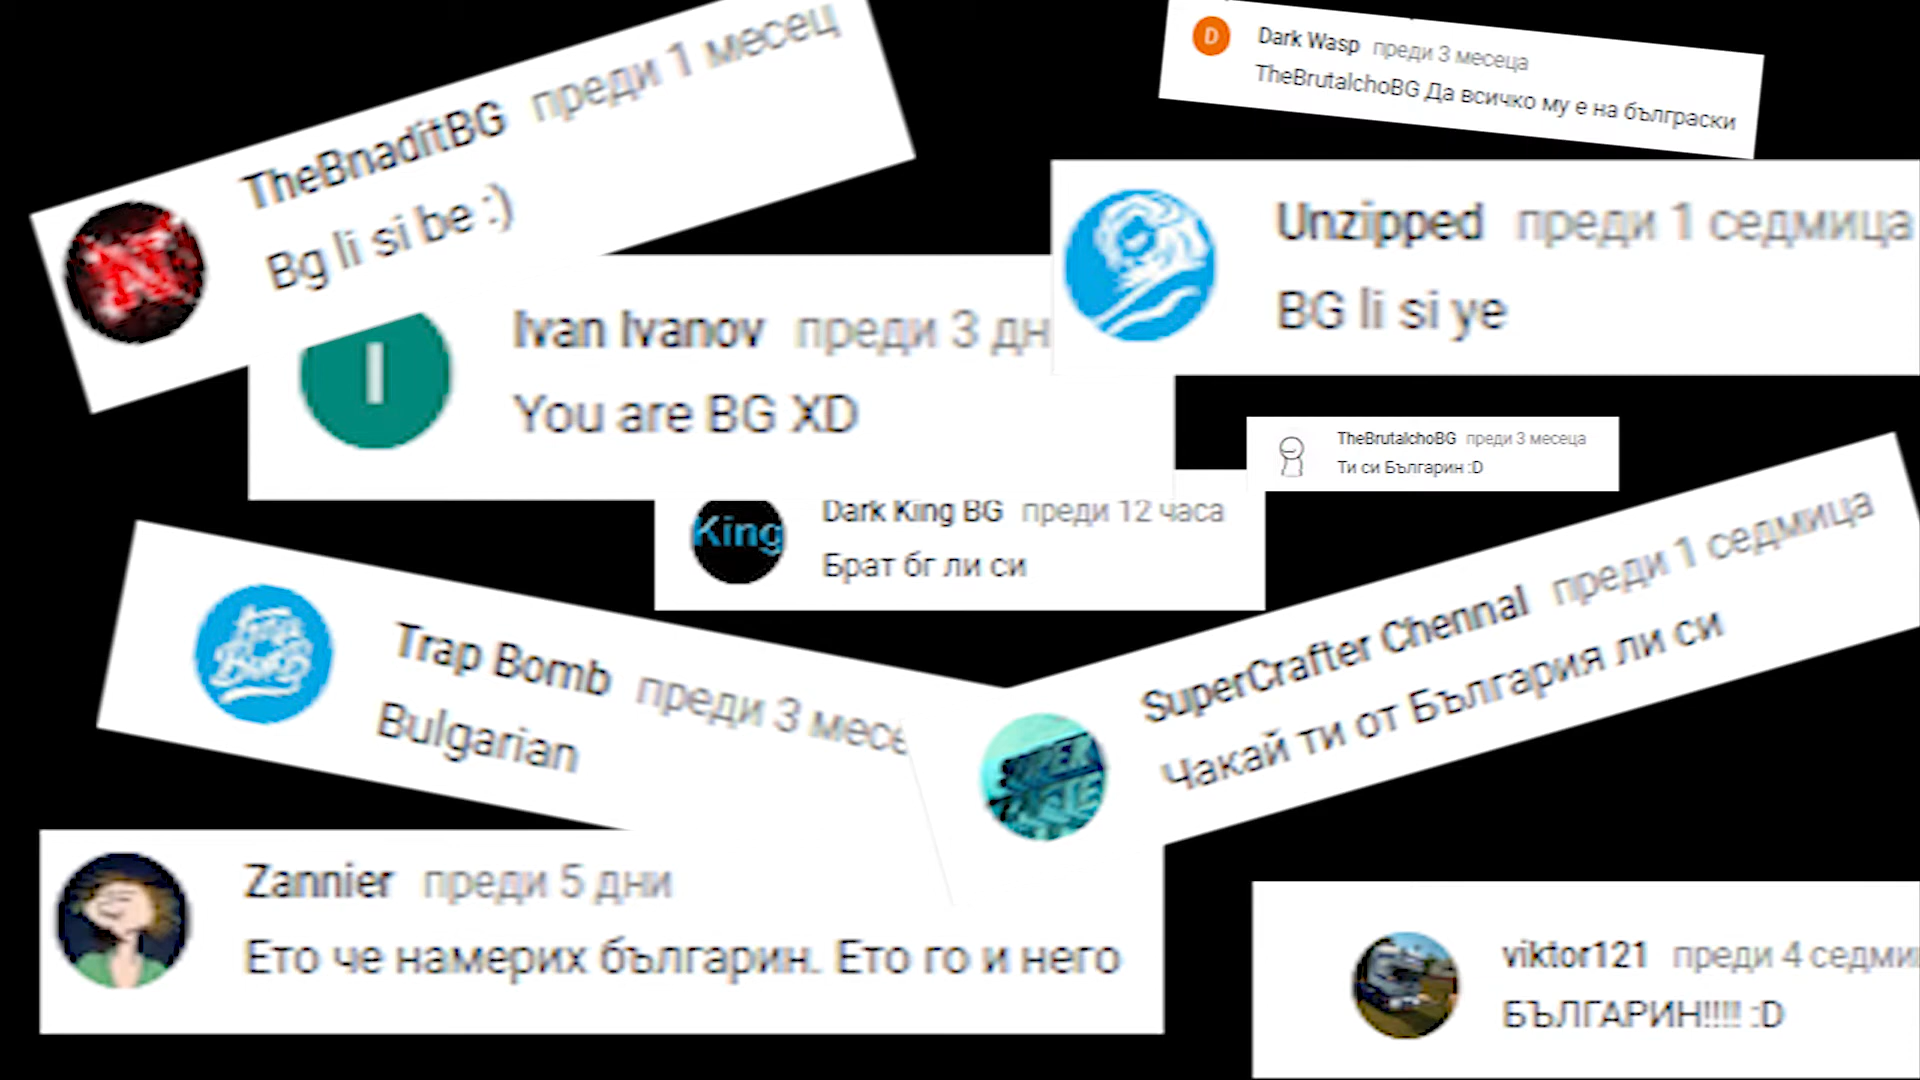 TheBnaditBG преди 1 месец
Bg li si be :)
D
Dark Wasp преди 3 месеца
TheBrutalchoBG Да всичко му е на бълграски
Unzipped преди 1 седмица
BG li si ye
I
Ivan Ivanov преди 3 дн
You are BG XD
TheBrutalchoBG преди 3 месеца
Ти си Българин :D
King
Dark King BG преди 12 часа
Брат бг ли си
Trap Bomb преди 3 месе
Bulgarian
SuperCrafter Chennal преди 1 седмица
Чакай ти от България ли си
Zannier преди 5 дни
Ето че намерих българин. Ето го и него
viktor121 преди 4 седми
БЪЛГАРИН!!!! :D